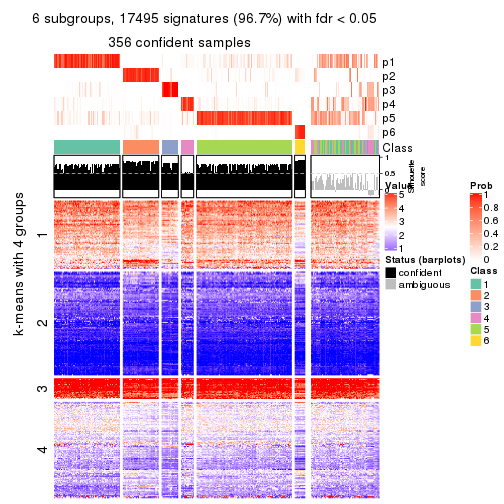 6 subgroups, 17495 signatures (96.7%) with fdr < 0.05
356 confident samples
p1
p2
p3
p4
p5
p6
Class
1
0.5
0
Silhouette
score
k-means with 4 groups
1
2
3
4
Value
5
4
3
2
1
Status (barplots)
confident
ambiguous
Prob
1
0.8
0.6
0.4
0.2
0
Class
1
2
3
4
5
6